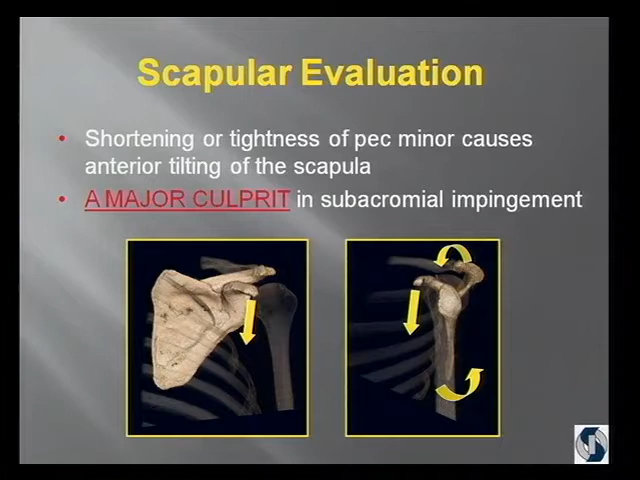 Scapular Evaluation
• Shortening or tightness of pec minor causes
anterior tilting of the scapula
• A MAJOR CULPRIT in subacromial impingement